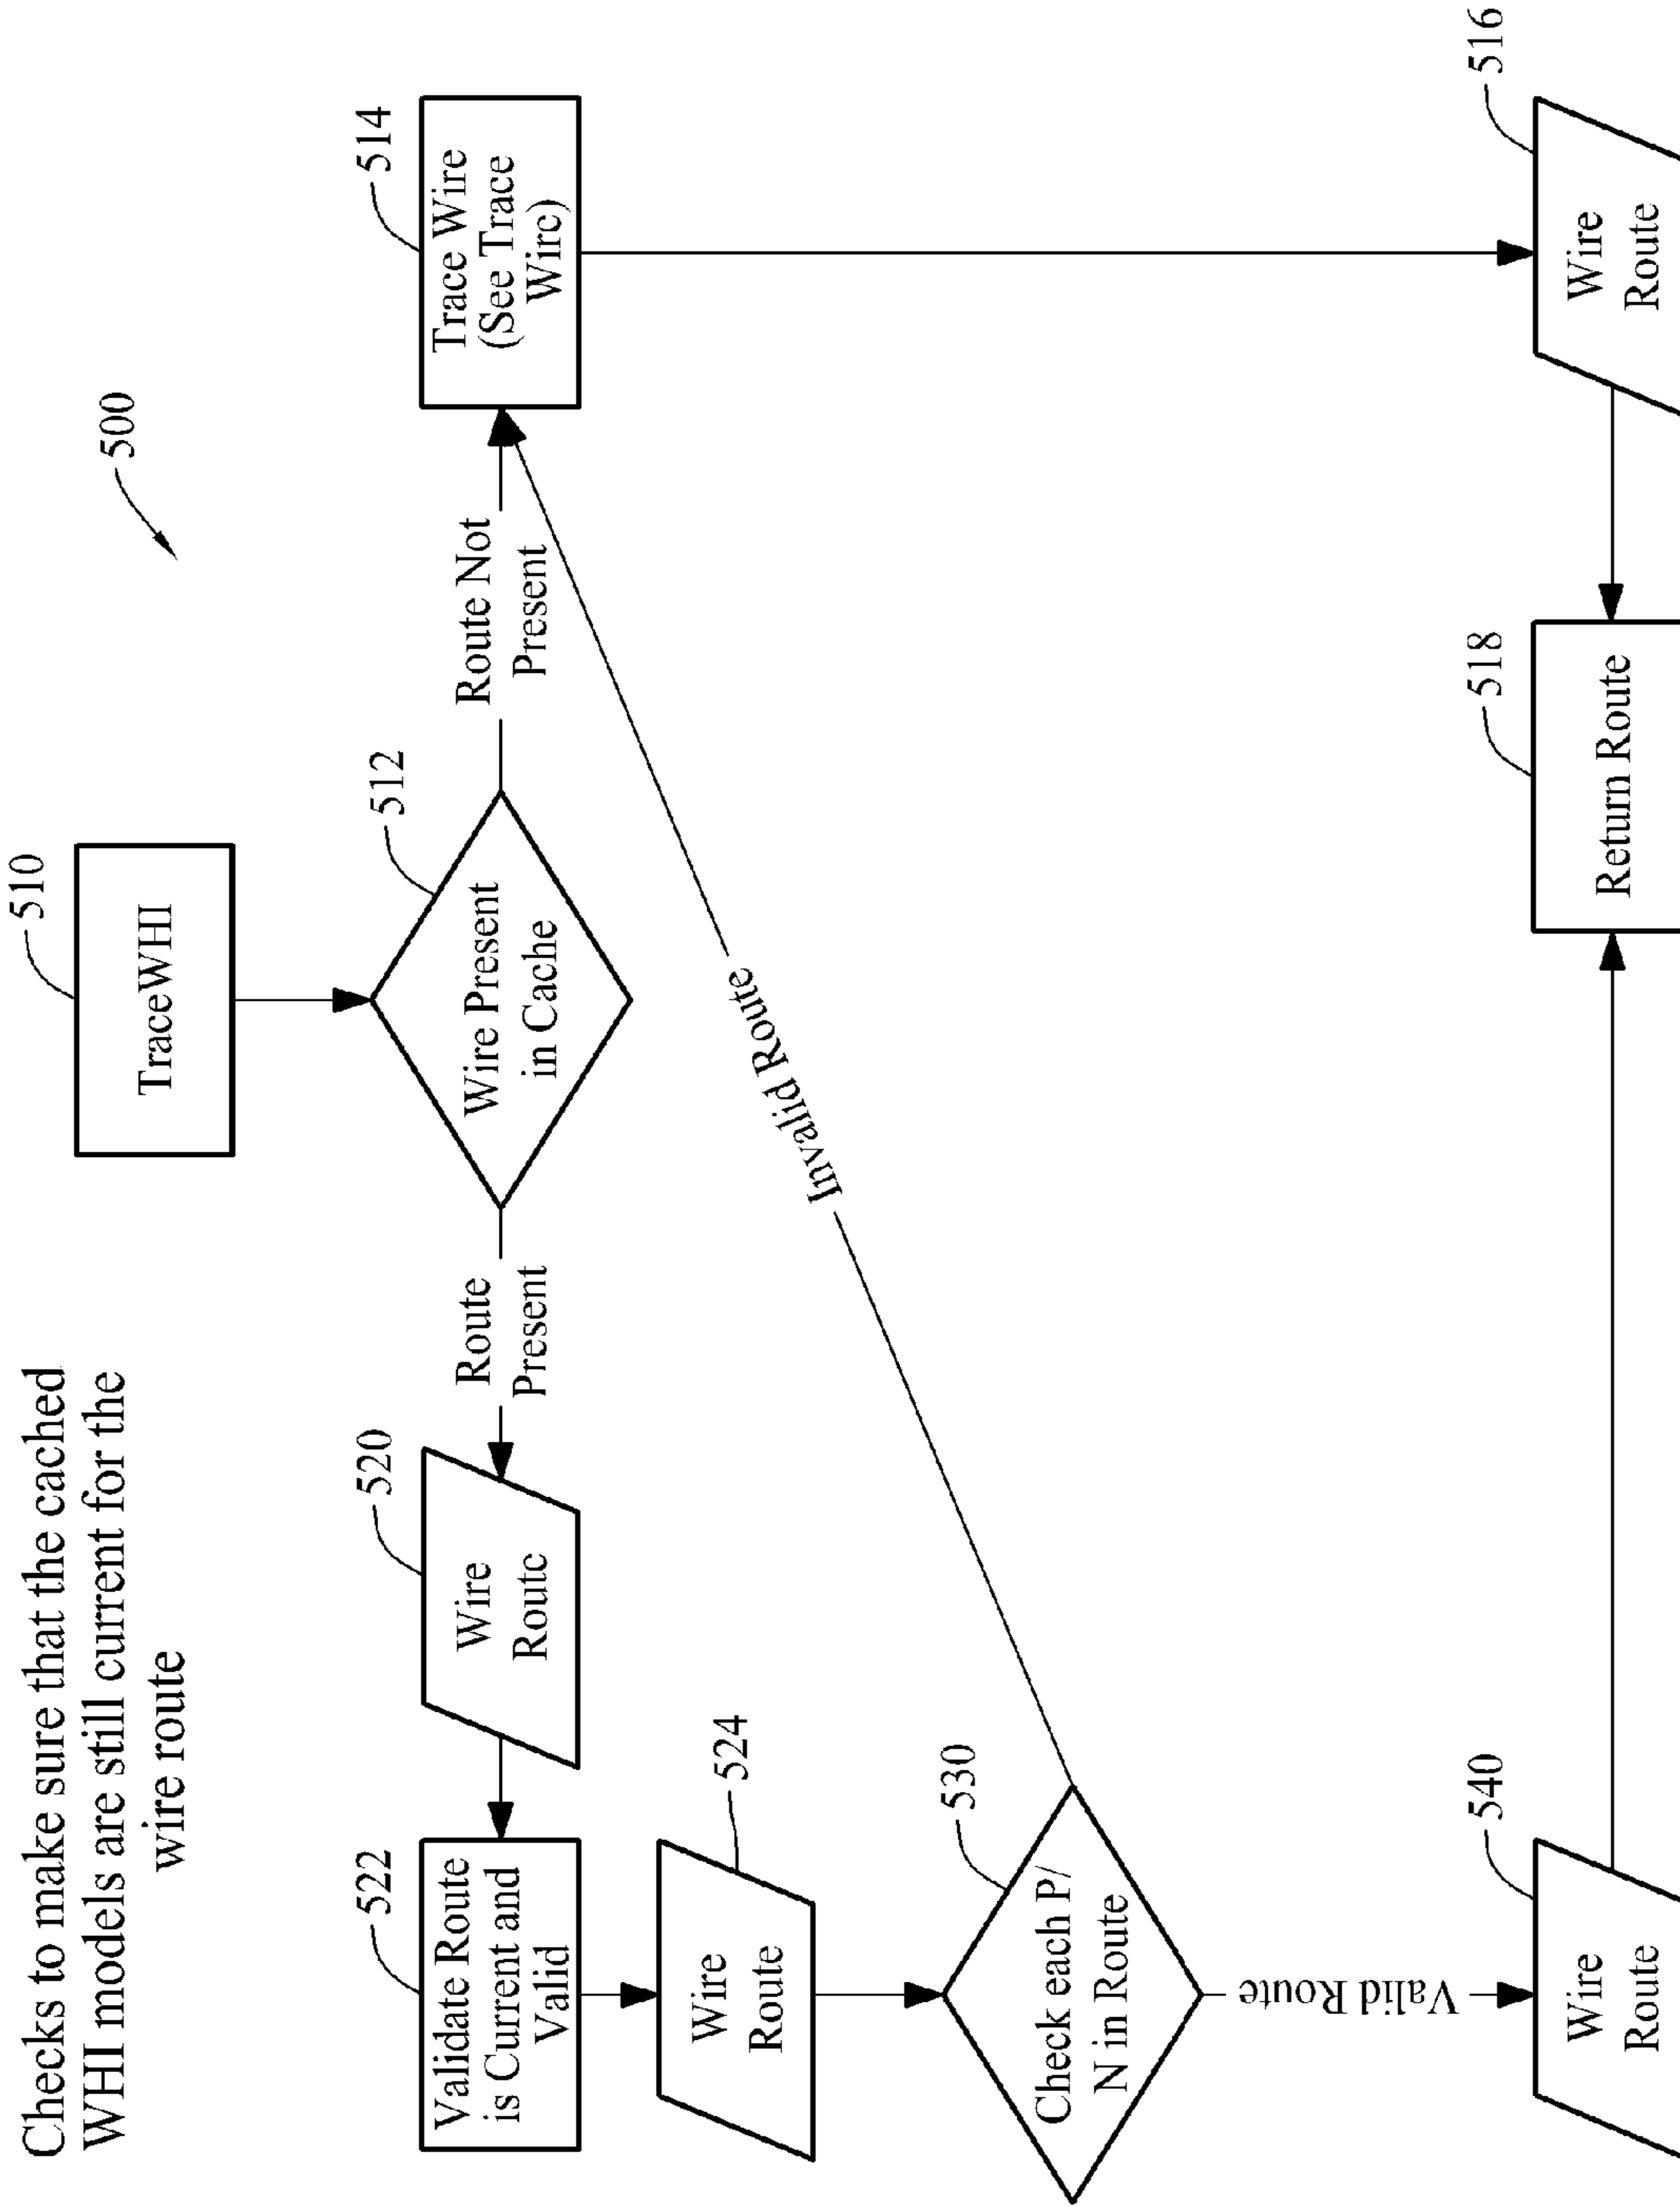 Checks to make sure that the cached
WHI models are still current for the
wire route
500
510
TraceWHI
512
Wire Present
in Cache
Route
Present
Route Not
Present
514
Trace Wire
(See Trace
Wire)
520
Wire
Route
522
Validate Route
is Current and
Valid
524
Wire
Route
530
Check each P/
N in Route
Invalid Route
Valid Route
540
Wire
Route
518
Return Route
516
Wire
Route